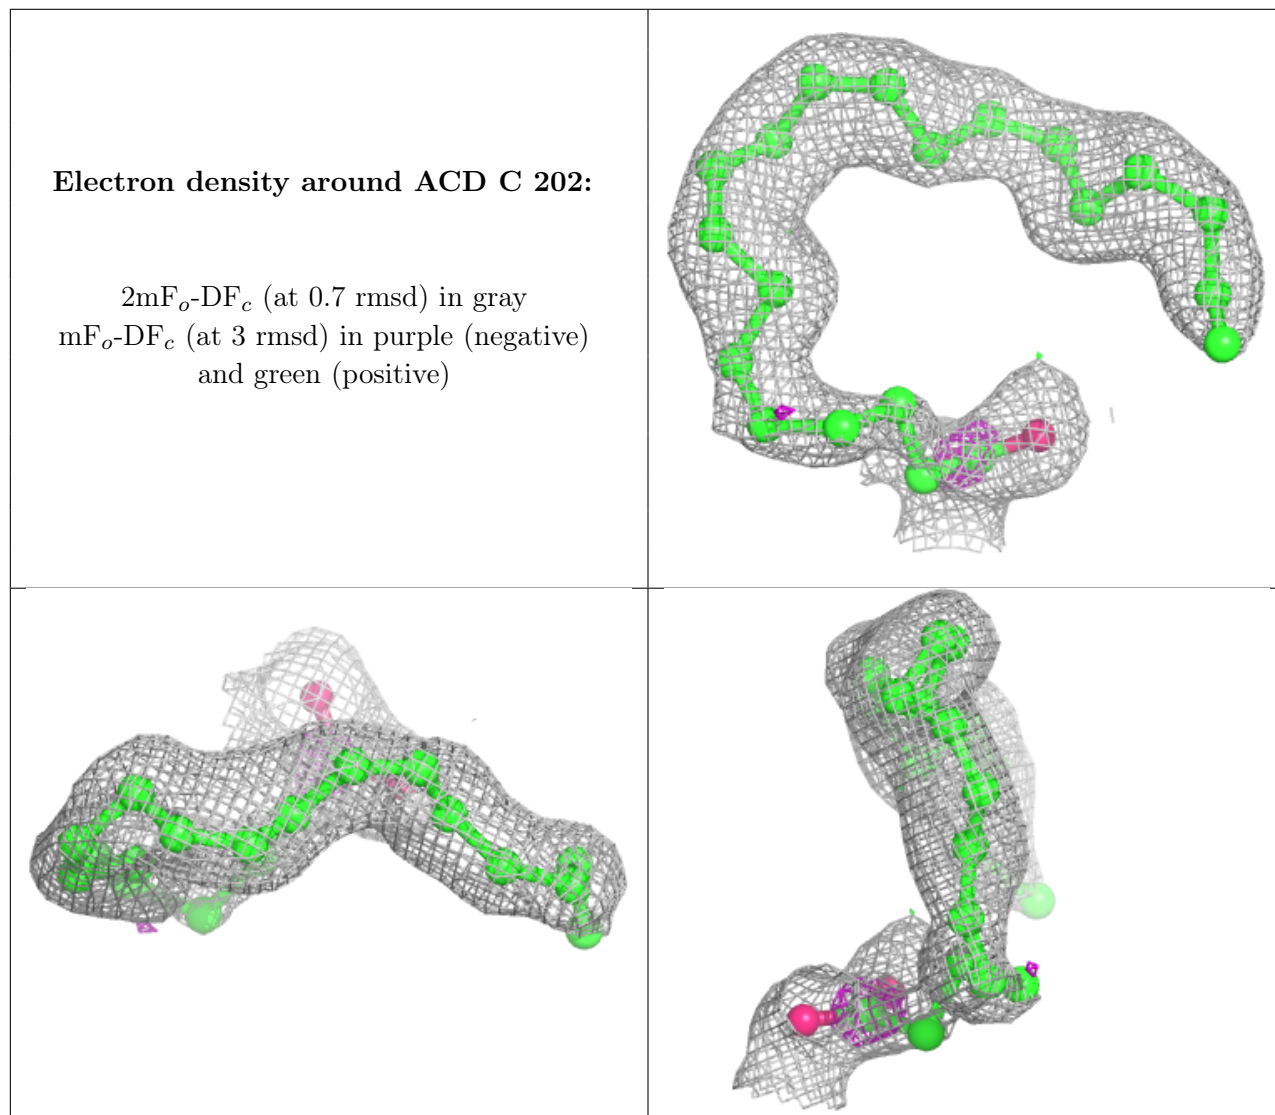 Electron density around ACD C 202:
2mFo-DFc (at 0.7 rmsd) in gray
mFo-DFc (at 3 rmsd) in purple (negative)
and green (positive)